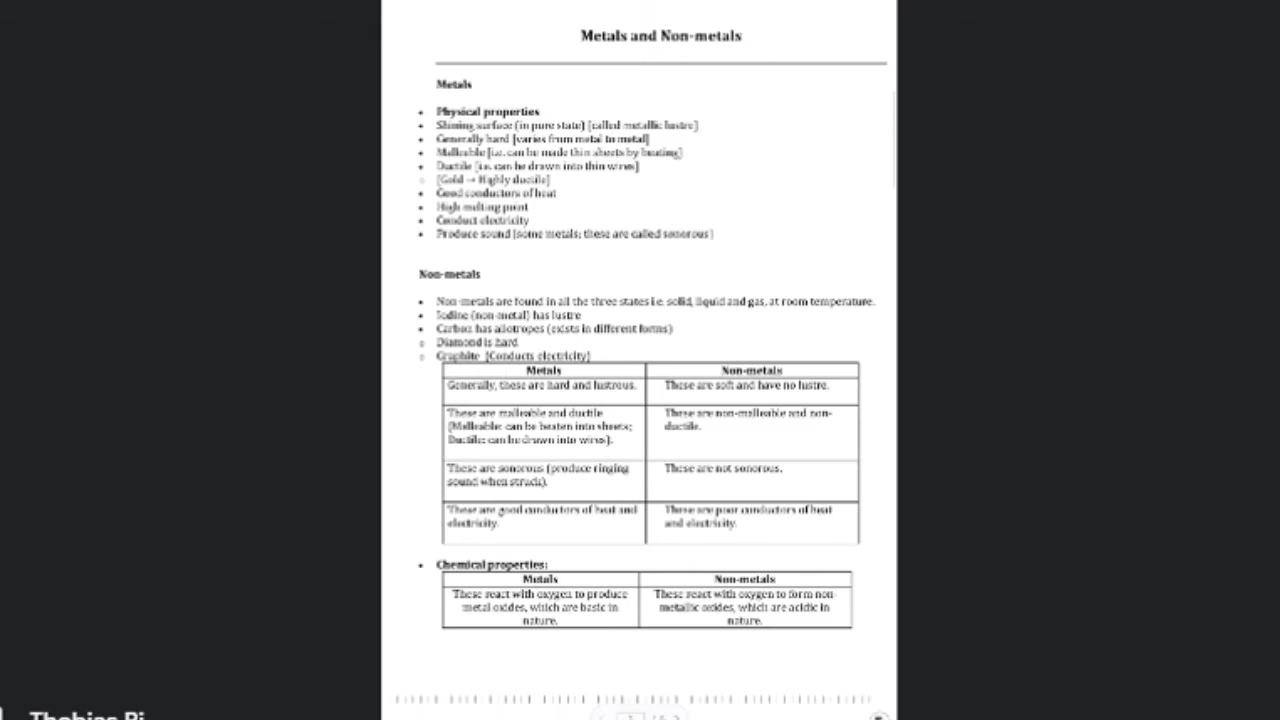 Metals and Non-metals
Metals
• Physical properties
• Shining surface (in pure state) [called metallic lustre]
• Generally hard [varies from metal to metal]
• Malleable [i.e. can be made thin sheets by beating]
• Ductile [i.e. can be drawn into thin wires]
○ [Gold → Highly ductile]
• Good conductors of heat
• High melting point
• Conduct electricity
• Produce sound [some metals; these are called sonorous]
Non-metals
• Non-metals are found in all the three states i.e. solid, liquid and gas, at room temperature.
• Iodine (non-metal) has lustre
• Carbon has allotropes (exists in different forms)
○ Diamond is hard
○ Graphite [Conducts electricity]
Metals Non-metals
Generally, these are hard and lustrous. These are soft and have no lustre.
These are malleable and ductile
[Malleable: can be beaten into sheets;
Ductile: can be drawn into wires].
These are non-malleable and non-
ductile.
These are sonorous (produce ringing
sound when struck).
These are not sonorous.
These are good conductors of heat and
electricity.
These are poor conductors of heat
and electricity.
• Chemical properties:
Metals Non-metals
These react with oxygen to produce
metal oxides, which are basic in
nature.
These react with oxygen to form non-
metallic oxides, which are acidic in
nature.